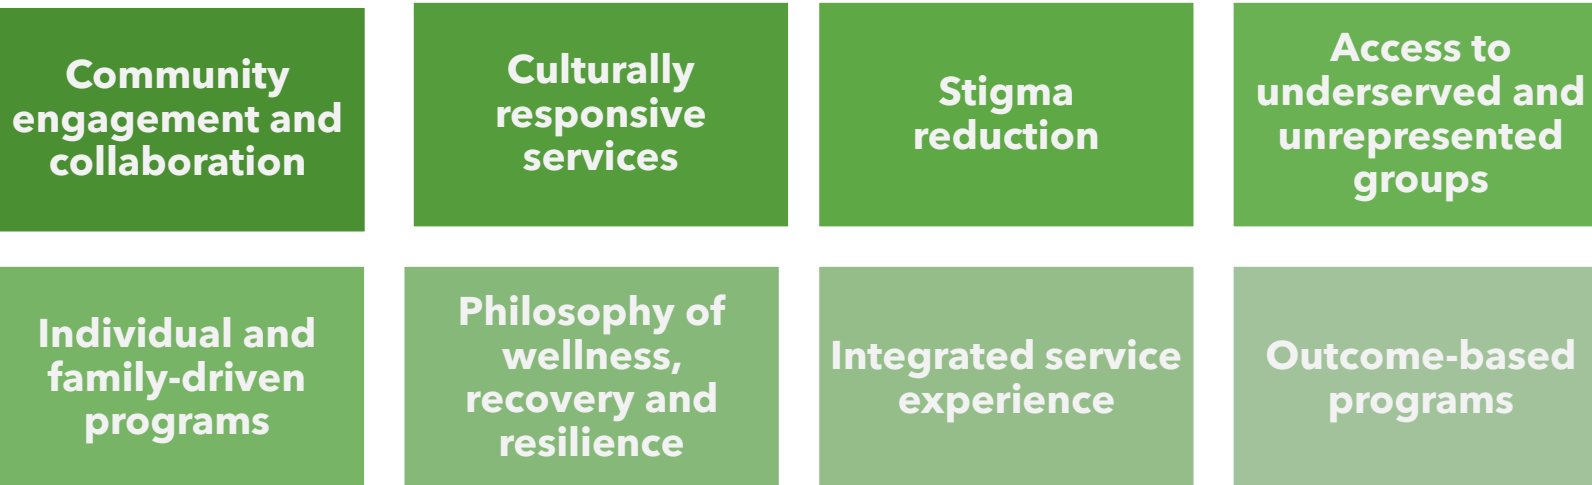 Community
engagement and
collaboration
Culturally
responsive
services
Stigma
reduction
Access to
underserved and
unrepresented
groups
Individual and
family-driven
programs
Philosophy of
wellness,
recovery and
resilience
Integrated service
experience
Outcome-based
programs